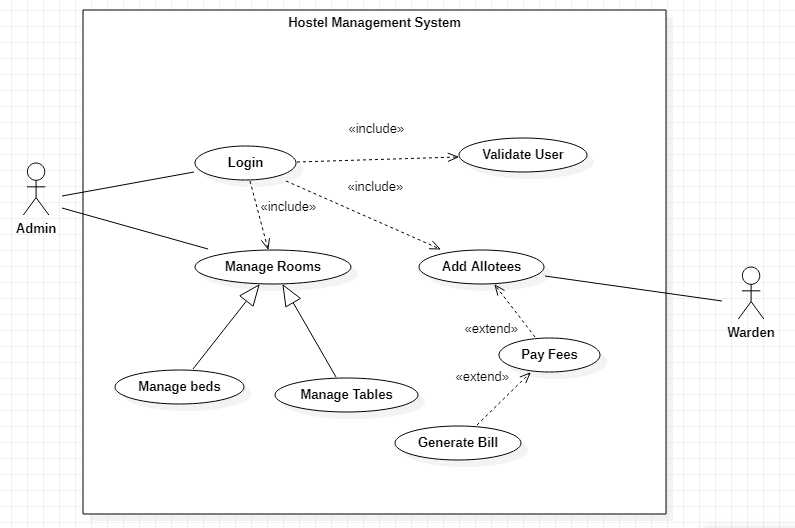 Hostel Management System
«include»
Login
Validate User
«include»
«include»
Admin
Manage Rooms
Add Allotees
«extend»
Warden
Pay Fees
«extend»
Manage beds
Manage Tables
Generate Bill